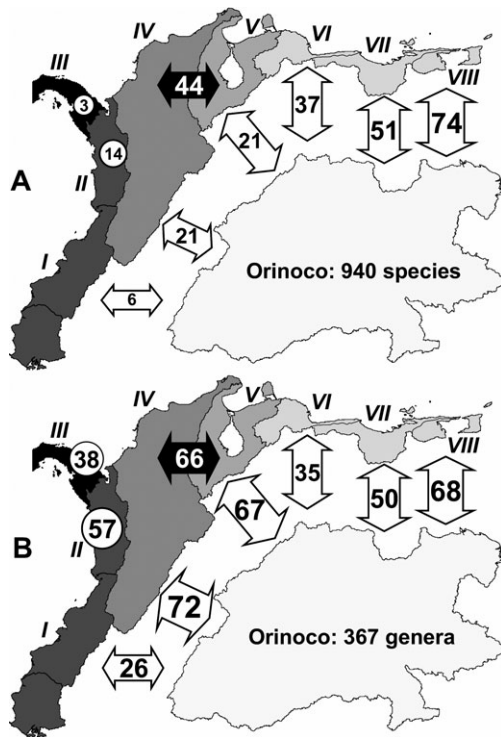 IV
V
VI
VII
VIII
III
3
44
37
51
74
21
14
A
II
21
Orinoco: 940 species
I
6
IV
V
VI
VII
VIII
III
38
66
35
50
68
67
57
B
II
72
Orinoco: 367 genera
I
26